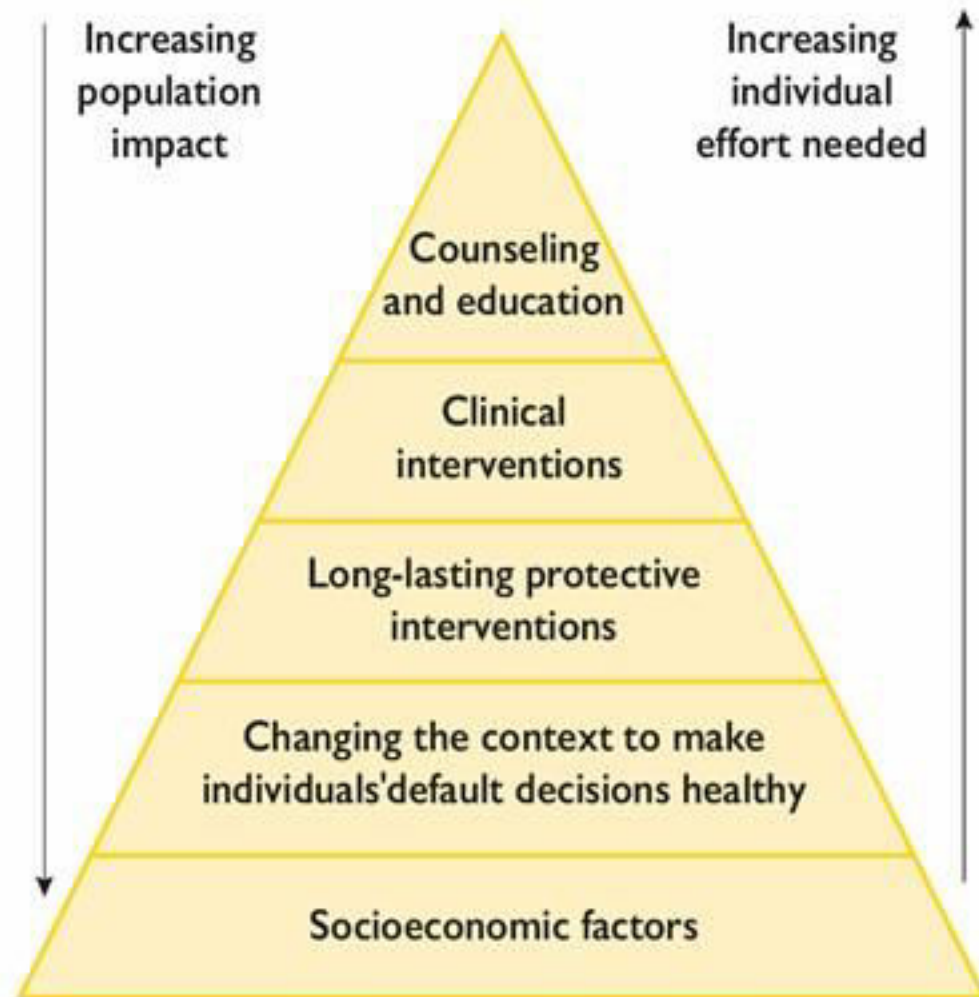 Increasing
population
impact
Increasing
individual
effort needed
Counseling
and education
Clinical
interventions
Long-lasting protective
interventions
Changing the context to make
individuals'default decisions healthy
Socioeconomic factors